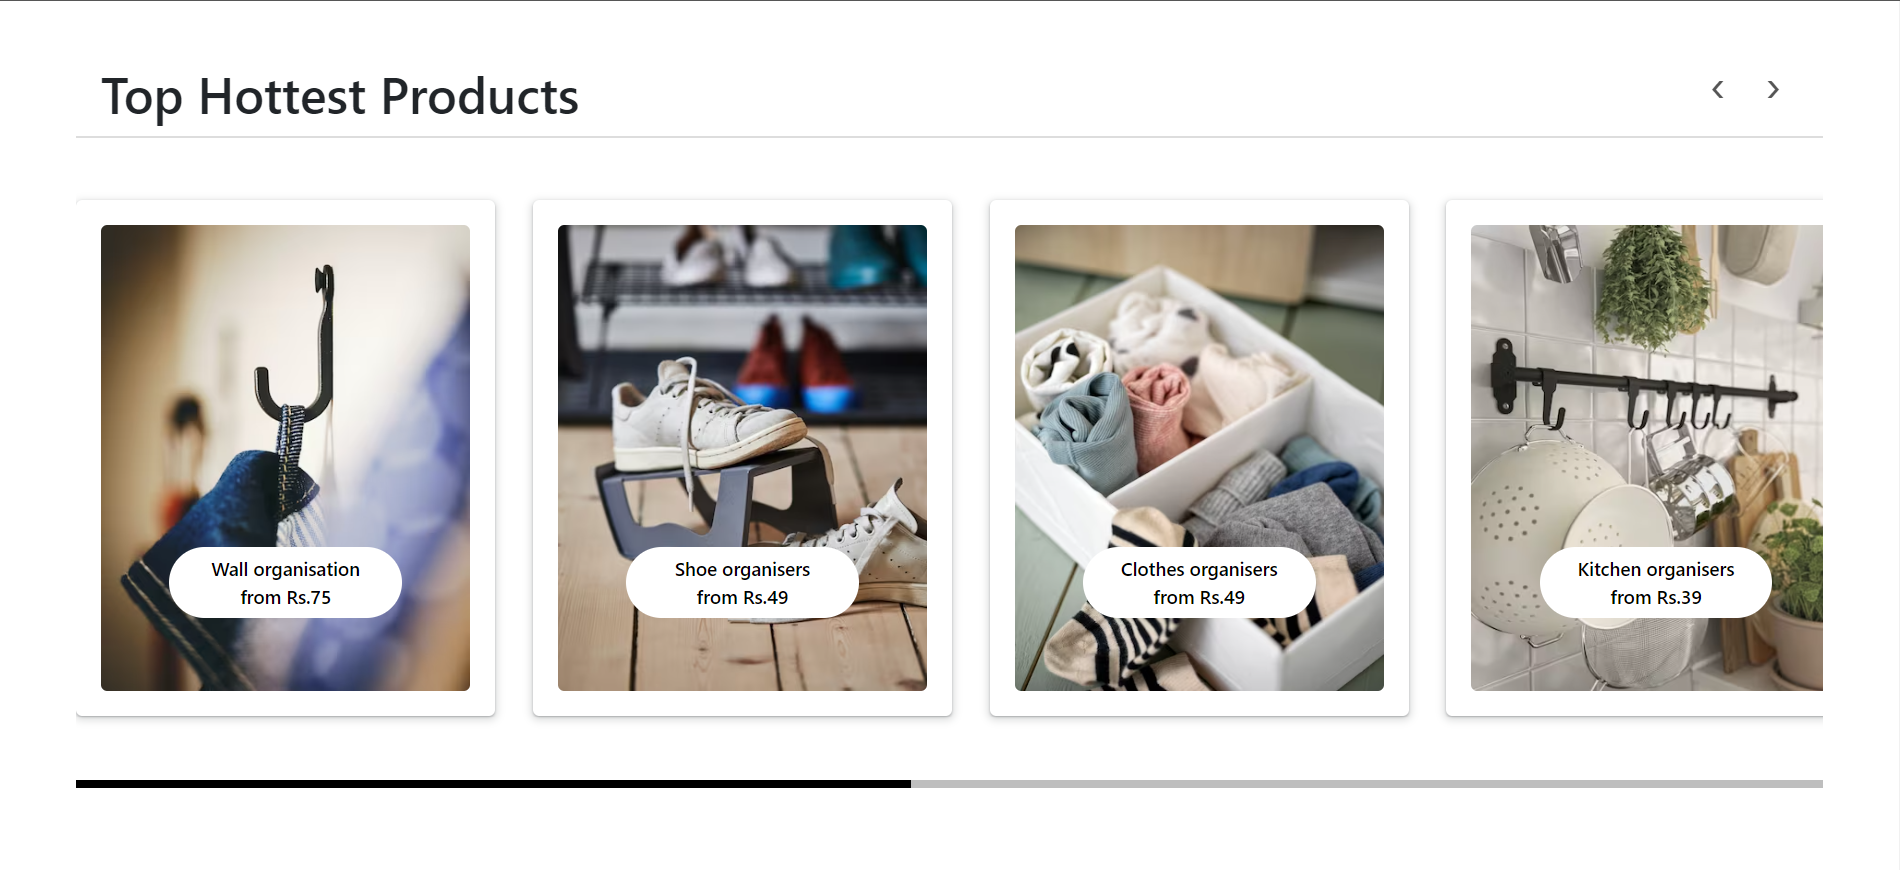 Top Hottest Products
Wall organisation
from Rs.75
Shoe organisers
from Rs.49
Clothes organisers
from Rs.49
Kitchen organisers
from Rs.39